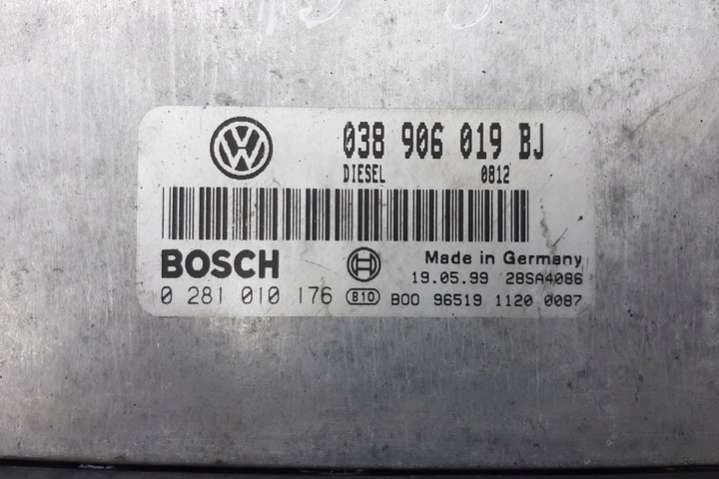 038 906 019 BJ
DIESEL 0812
BOSCH Made in Germany
19.05.99 28SA4086
0 281 010 176 810 B00 96519 1120 0087